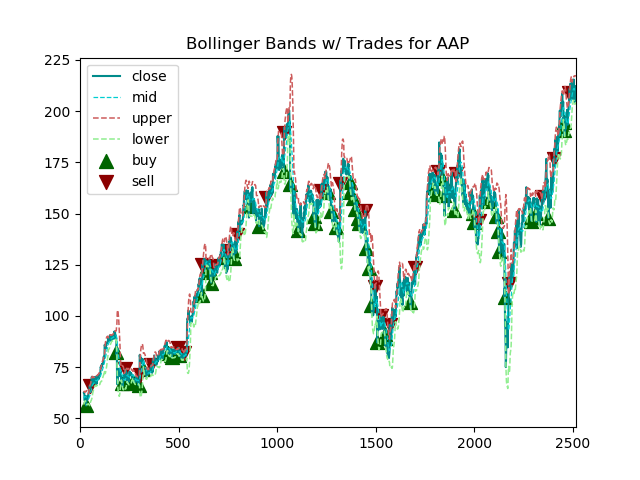 Bollinger Bands w/ Trades for AAP
225
200
175
150
125
100
75
50
close
mid
upper
lower
buy
sell
0 500 1000 1500 2000 2500